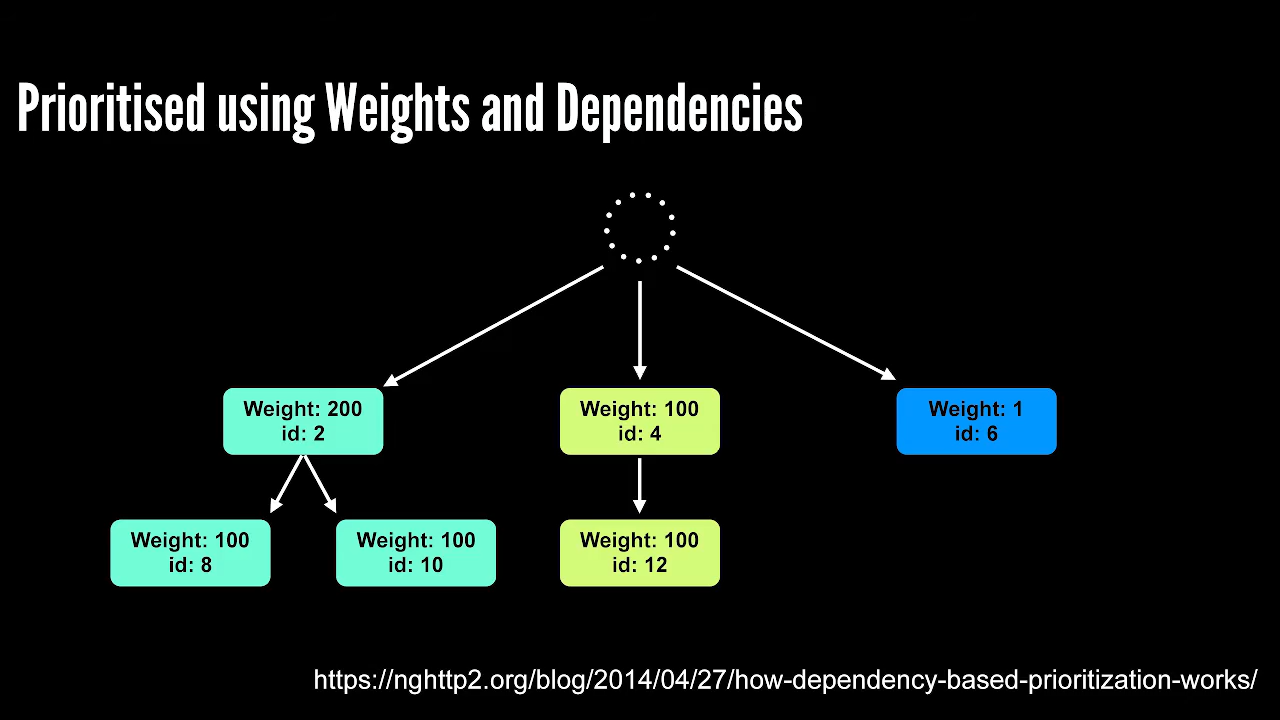 Prioritised using Weights and Dependencies
Weight: 200
id: 2
Weight: 100
id: 4
Weight: 1
id: 6
Weight: 100
id: 8
Weight: 100
id: 10
Weight: 100
id: 12
https://nghttp2.org/blog/2014/04/27/how-dependency-based-prioritization-works/